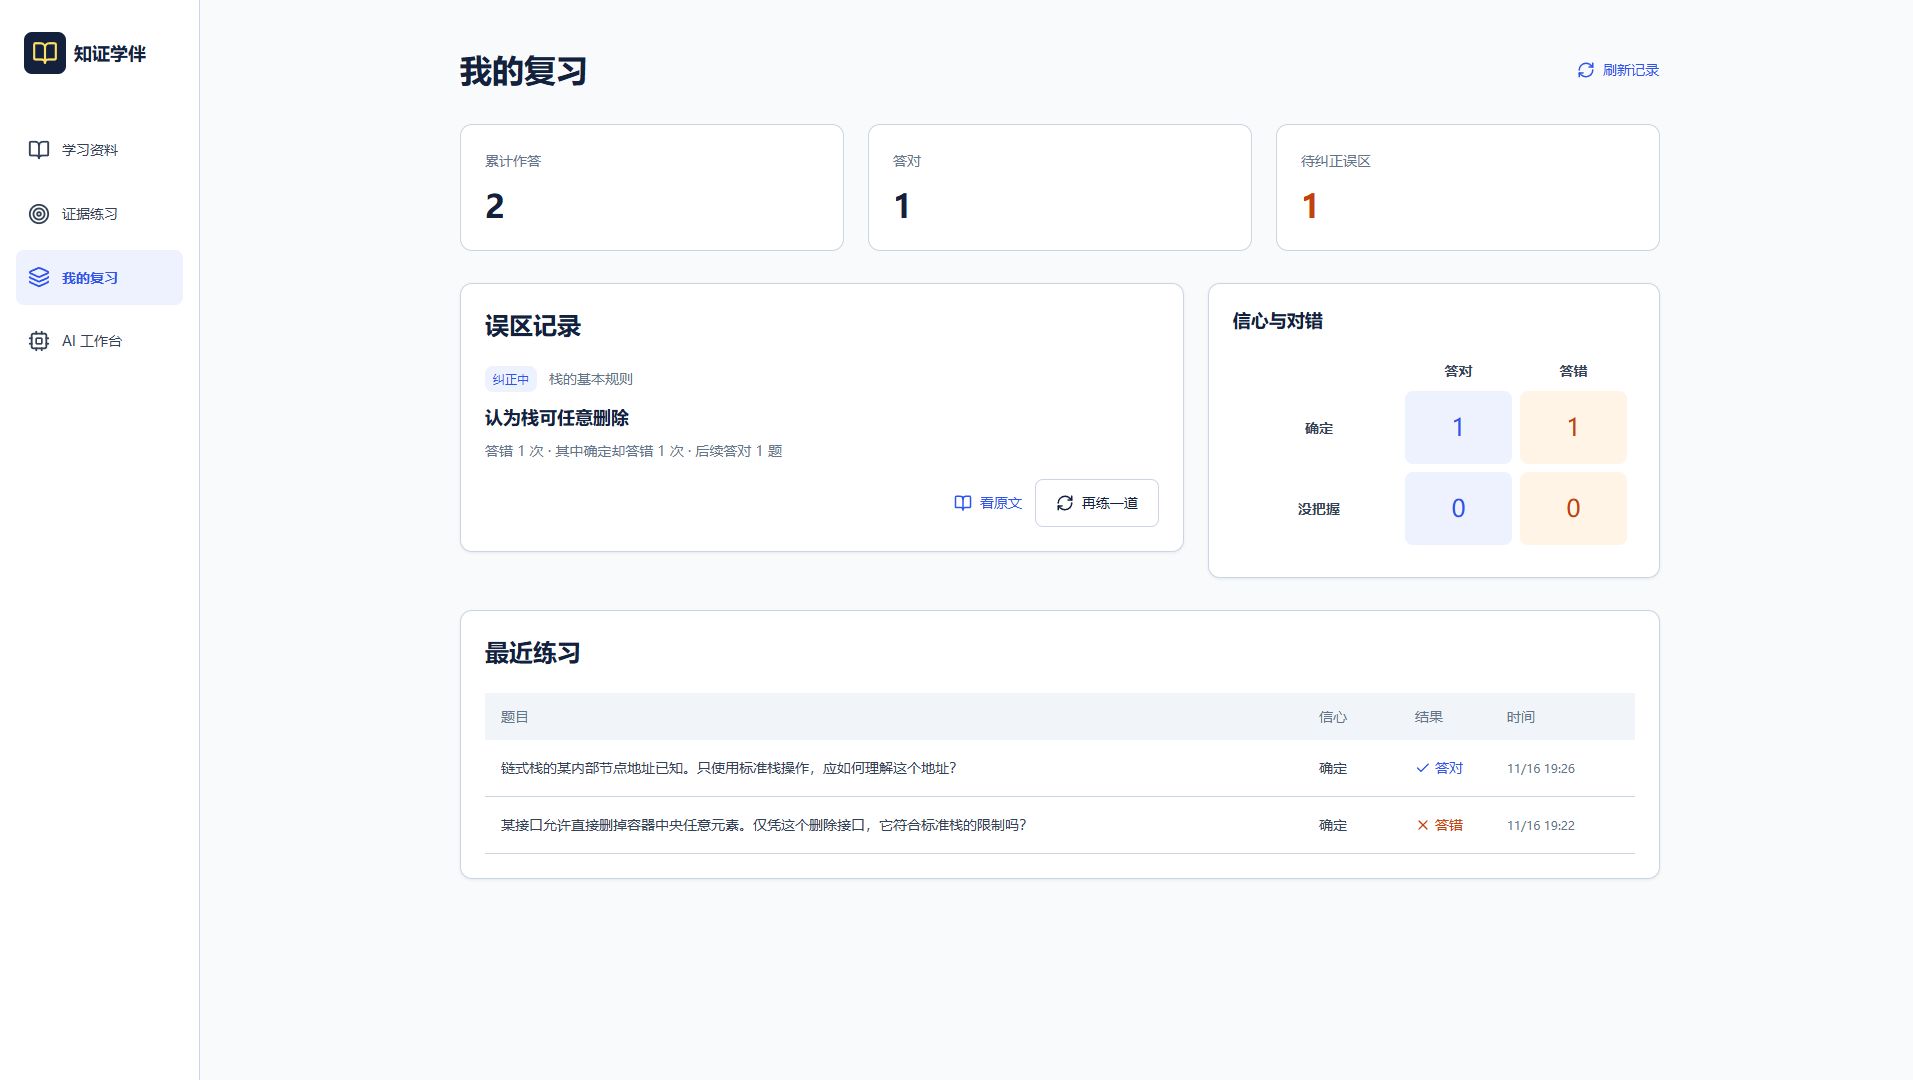 知证学伴
学习资料
证据练习
我的复习
AI 工作台
我的复习
刷新记录
累计作答
2
答对
1
待纠正误区
1
误区记录
纠正中 栈的基本规则
认为栈可任意删除
答错 1 次 · 其中确定却答错 1 次 · 后续答对 1 题
看原文 再练一道
信心与对错
答对 答错
确定 1 1
没把握 0 0
最近练习
题目 信心 结果 时间
链式栈的某内部节点地址已知。只使用标准栈操作，应如何理解这个地址？ 确定 答对 11/16 19:26
某接口允许直接删掉容器中央任意元素。仅凭这个删除接口，它符合标准栈的限制吗？ 确定 答错 11/16 19:22